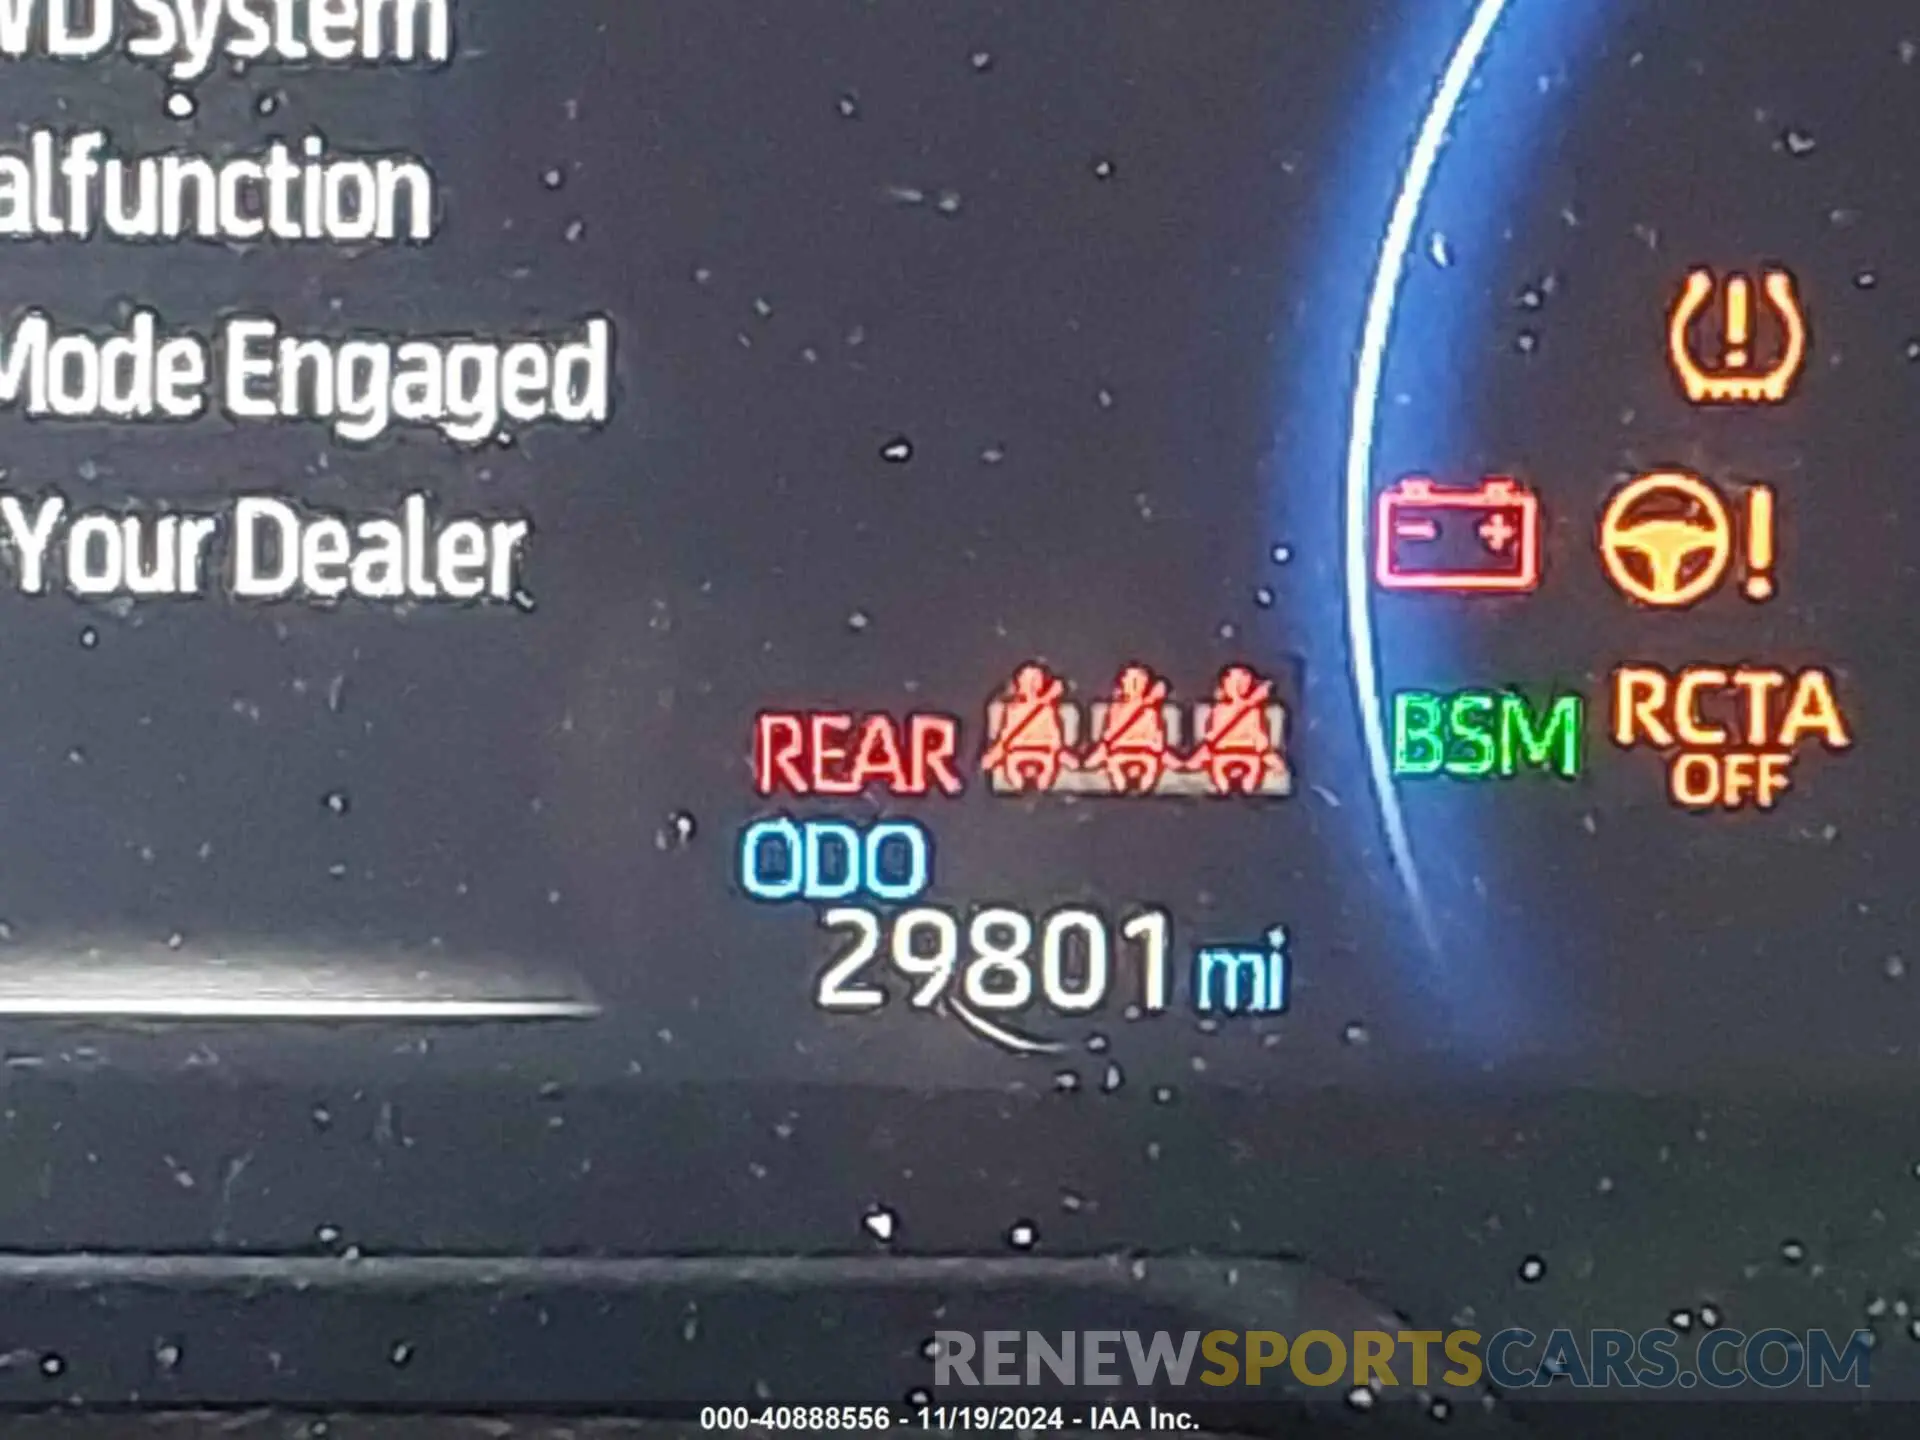 System
alfunction
Mode Engaged
Your Dealer
REAR
BSM
RCTA
OFF
ODO
29801 mi
RENEWSPORTSCARS.COM
000-40888556 - 11/19/2024 - IAA Inc.